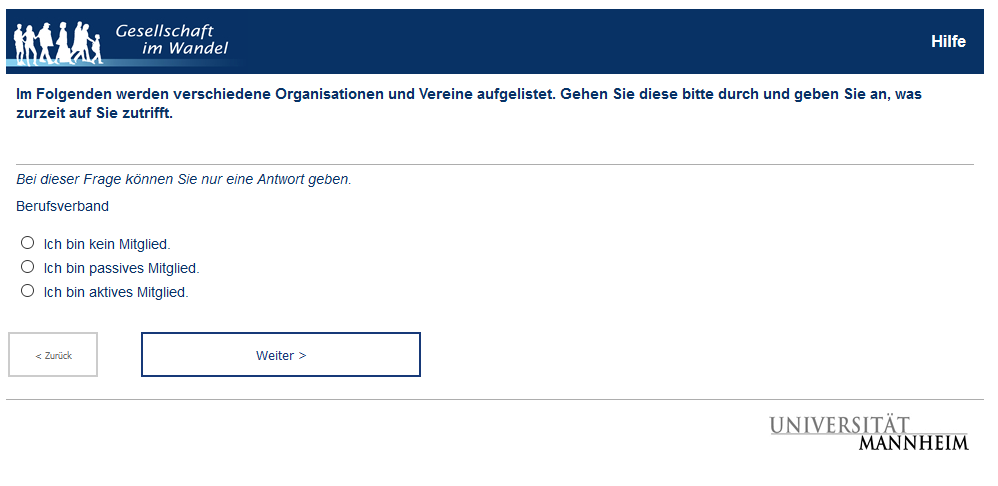 Gesellschaft
im Wandel
Hilfe
Im Folgenden werden verschiedene Organisationen und Vereine aufgelistet. Gehen Sie diese bitte durch und geben Sie an, was
zurzeit auf Sie zutrifft.
Bei dieser Frage können Sie nur eine Antwort geben.
Berufsverband
Ich bin kein Mitglied.
Ich bin passives Mitglied.
Ich bin aktives Mitglied.
< Zurück
Weiter >
UNIVERSITÄT
MANNHEIM